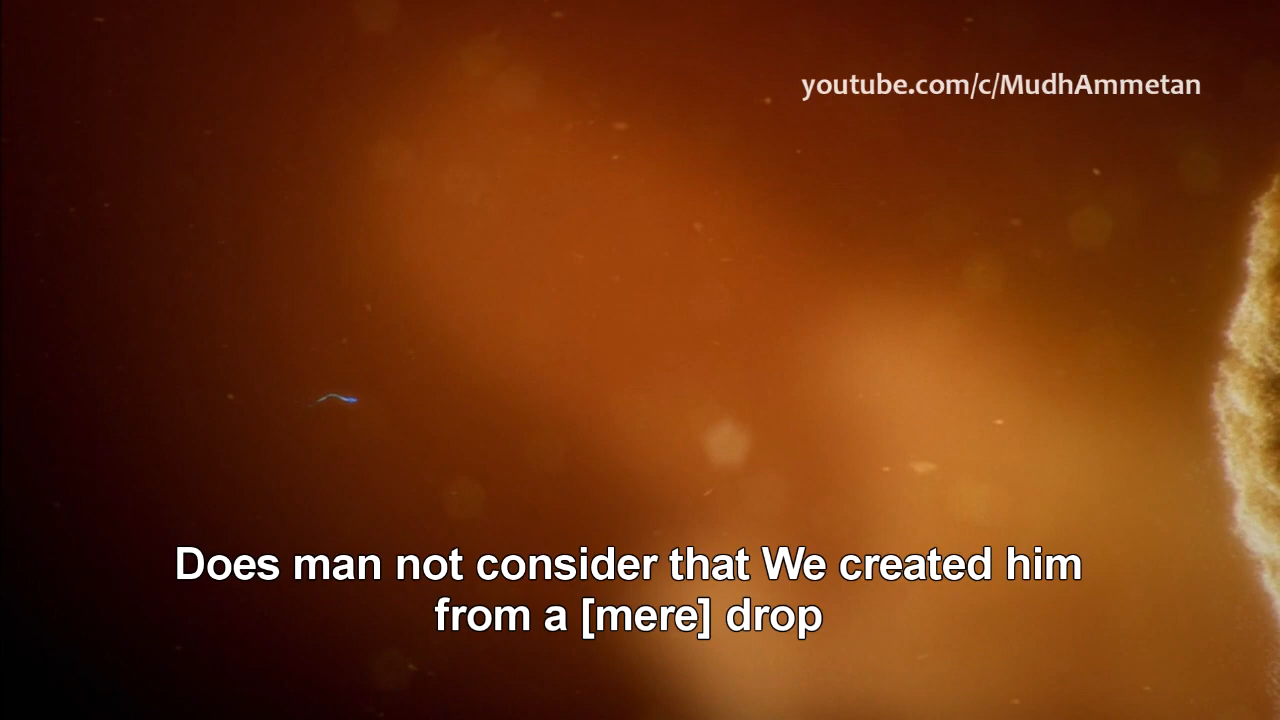 youtube.com/c/MudhAmmetan
Does man not consider that We created him
from a [mere] drop